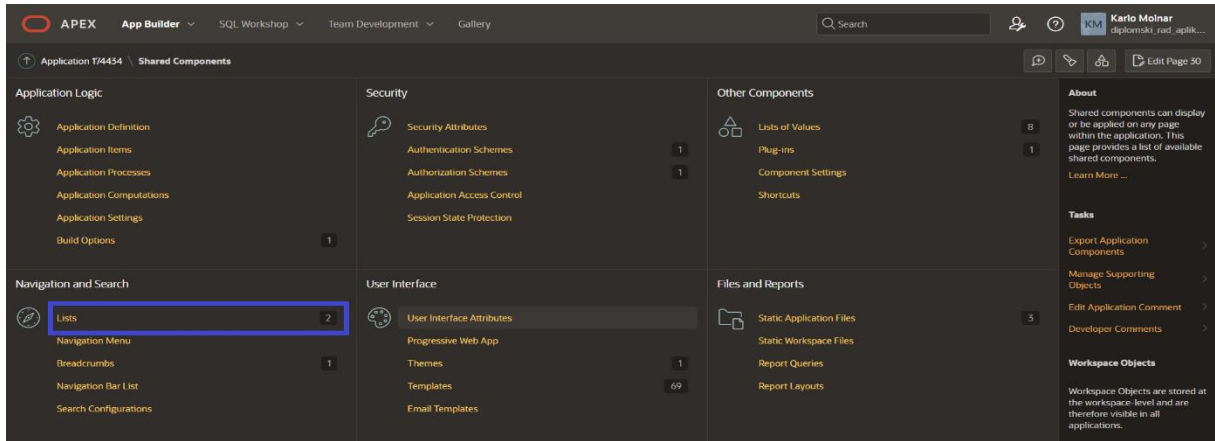 APEX App Builder SQL Workshop Team Development Gallery Search KM Karlo Molnar
diplomski_rad_aplik...
Application 174434 \ Shared Components Edit Page 30
Application Logic
Application Definition
Application Items
Application Processes
Application Computations
Application Settings
Build Options 1
Security
Security Attributes
Authentication Schemes 1
Authorization Schemes 1
Application Access Control
Session State Protection
Other Components
Lists of Values 8
Plug-ins 1
Component Settings
Shortcuts
Navigation and Search
Lists 2
Navigation Menu
Breadcrumbs 1
Navigation Bar List
Search Configurations
User Interface
User Interface Attributes
Progressive Web App
Themes 1
Templates 69
Email Templates
Files and Reports
Static Application Files 3
Static Workspace Files
Report Queries
Report Layouts
About
Shared components can display
or be applied on any page
within the application. This
page provides a list of available
shared components.
Learn More ...
Tasks
Export Application
Components
Manage Supporting
Objects
Edit Application Comment
Developer Comments
Workspace Objects
Workspace Objects are stored at
the workspace-level and are
therefore visible in all
applications.